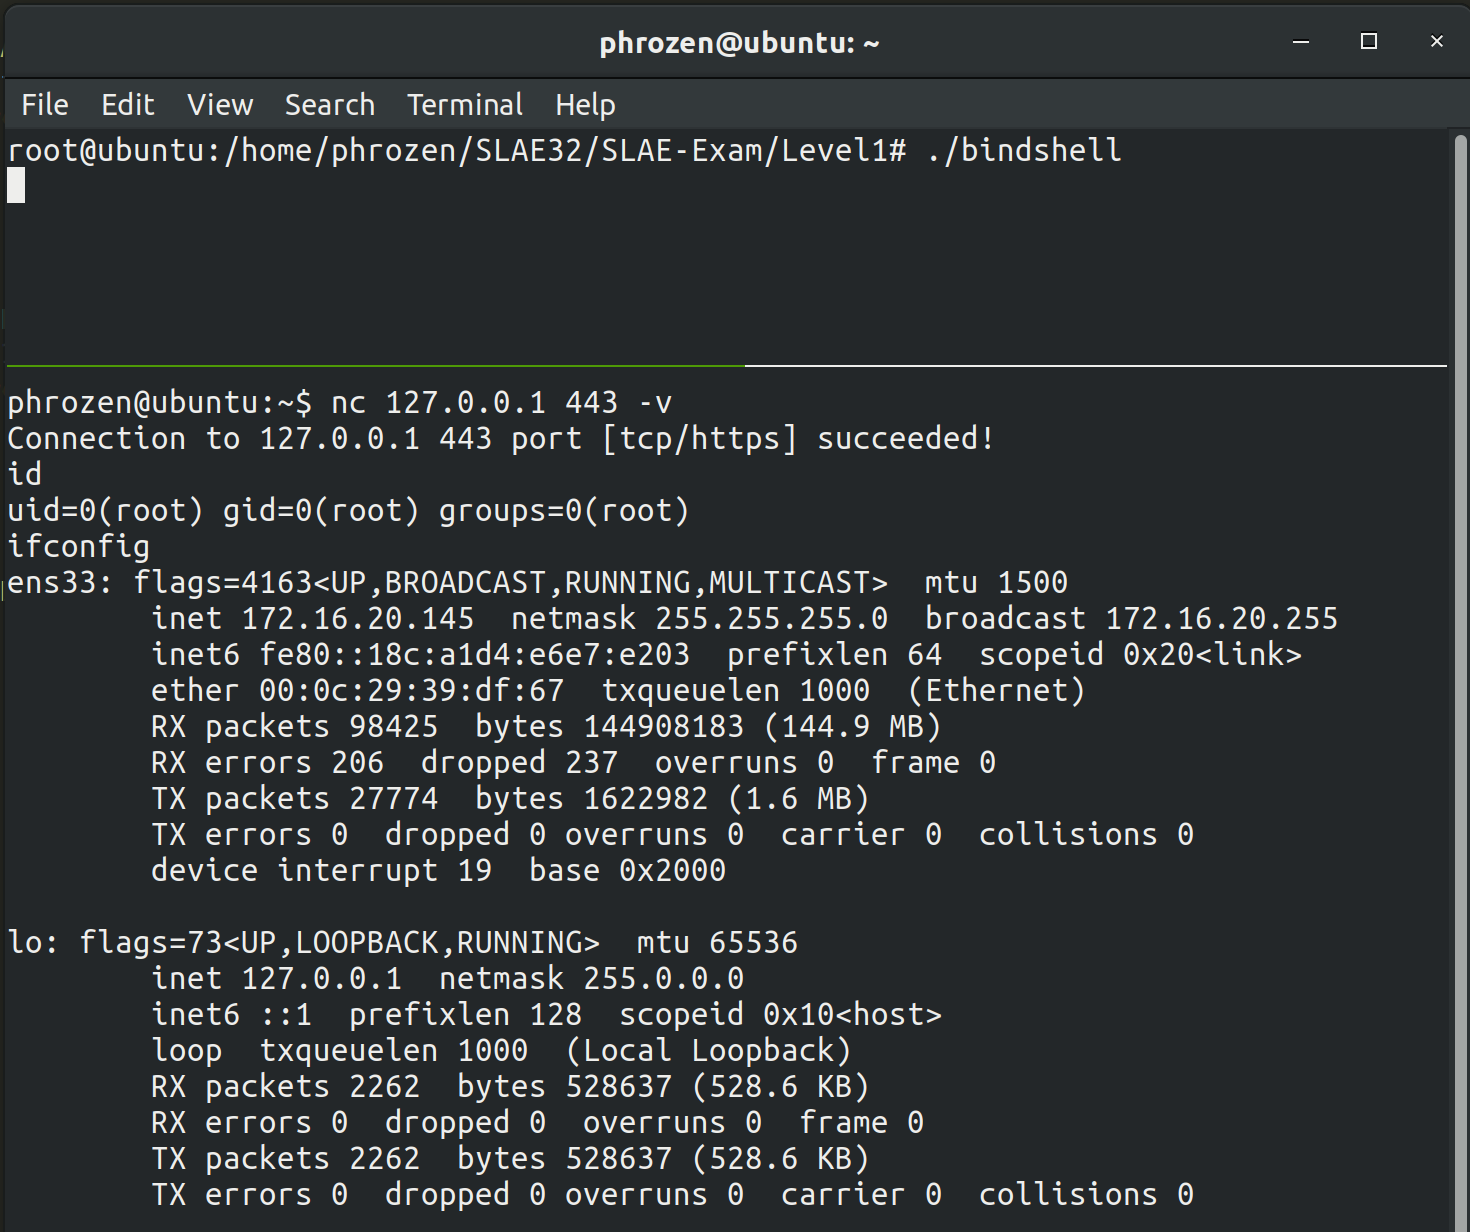 phrozen@ubuntu: ~
File Edit View Search Terminal Help
root@ubuntu:/home/phrozen/SLAE32/SLAE-Exam/Level1# ./bindshell
phrozen@ubuntu:~$ nc 127.0.0.1 443 -v
Connection to 127.0.0.1 443 port [tcp/https] succeeded!
id
uid=0(root) gid=0(root) groups=0(root)
ifconfig
ens33: flags=4163<UP,BROADCAST,RUNNING,MULTICAST>  mtu 1500
        inet 172.16.20.145  netmask 255.255.255.0  broadcast 172.16.20.255
        inet6 fe80::18c:a1d4:e6e7:e203  prefixlen 64  scopeid 0x20<link>
        ether 00:0c:29:39:df:67  txqueuelen 1000  (Ethernet)
        RX packets 98425  bytes 144908183 (144.9 MB)
        RX errors 206  dropped 237  overruns 0  frame 0
        TX packets 27774  bytes 1622982 (1.6 MB)
        TX errors 0  dropped 0 overruns 0  carrier 0  collisions 0
        device interrupt 19  base 0x2000
lo: flags=73<UP,LOOPBACK,RUNNING>  mtu 65536
        inet 127.0.0.1  netmask 255.0.0.0
        inet6 ::1  prefixlen 128  scopeid 0x10<host>
        loop  txqueuelen 1000  (Local Loopback)
        RX packets 2262  bytes 528637 (528.6 KB)
        RX errors 0  dropped 0  overruns 0  frame 0
        TX packets 2262  bytes 528637 (528.6 KB)
        TX errors 0  dropped 0 overruns 0  carrier 0  collisions 0